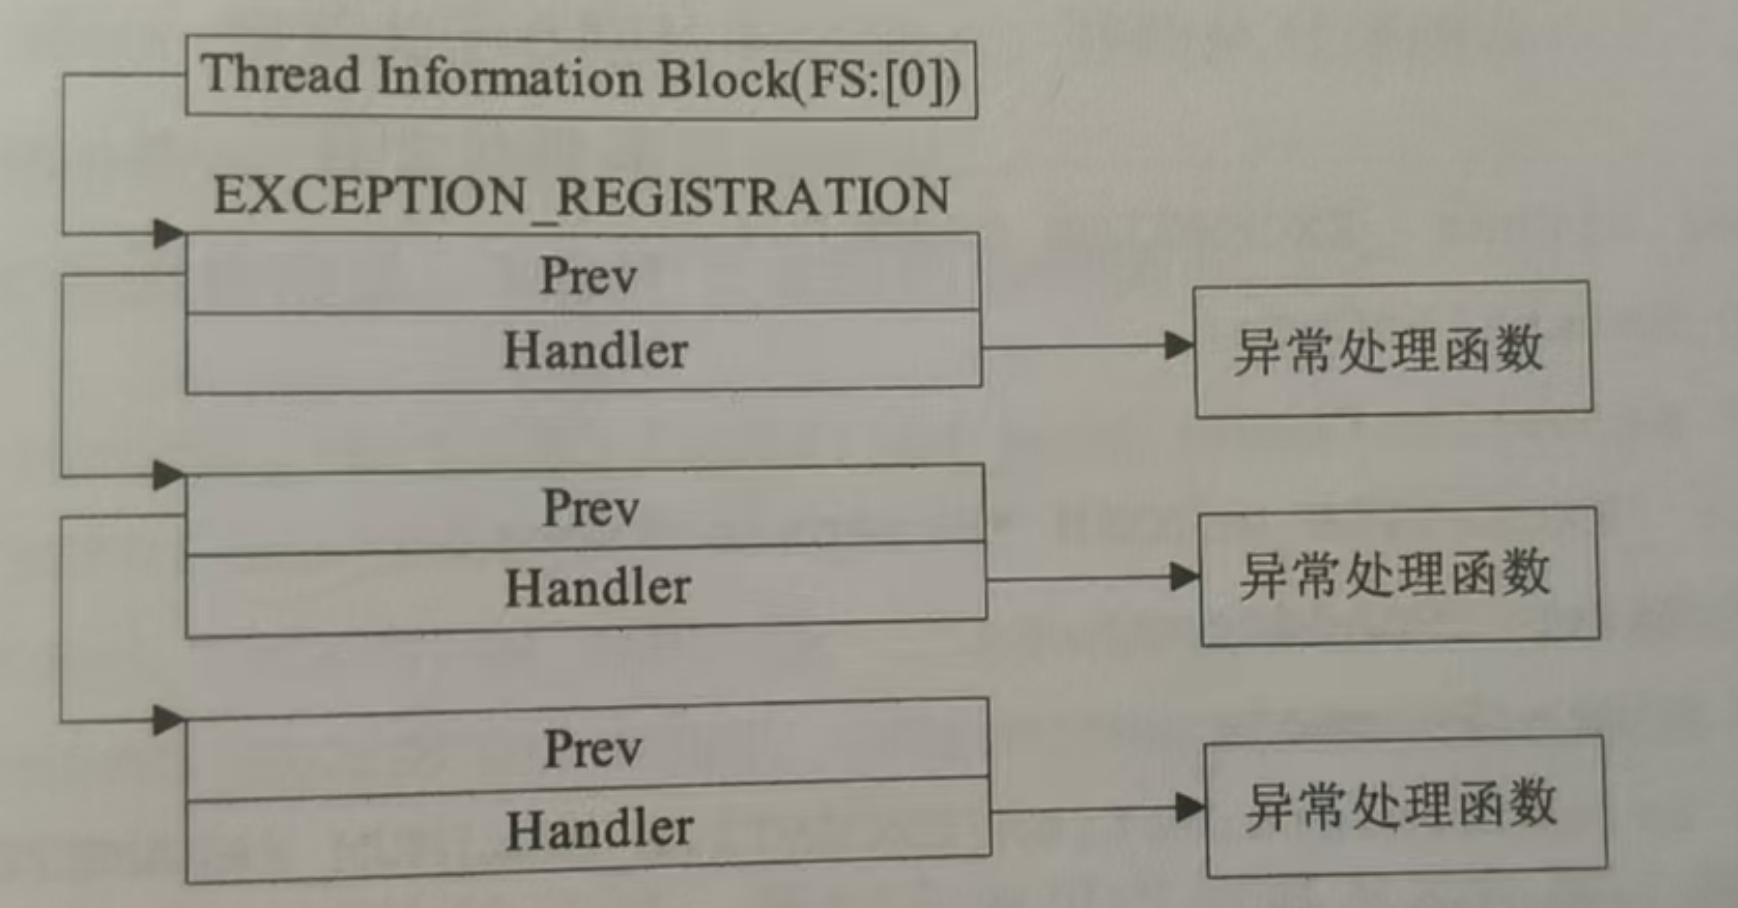 Thread Information Block(FS:[0])
EXCEPTION_REGISTRATION
Prev
Handler
异常处理函数
Prev
Handler
异常处理函数
Prev
Handler
异常处理函数